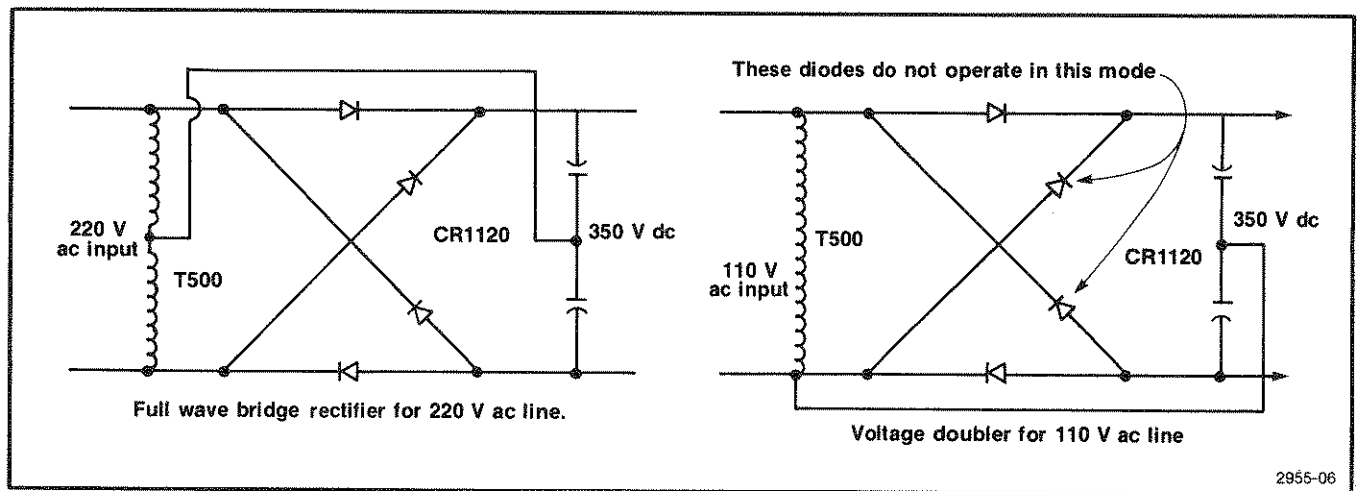 220 V
ac input
T500
CR1120
350 V dc
Full wave bridge rectifier for 220 V ac line.
These diodes do not operate in this mode
T500
110 V
ac input
CR1120
350 V dc
Voltage doubler for 110 V ac line
2955-06